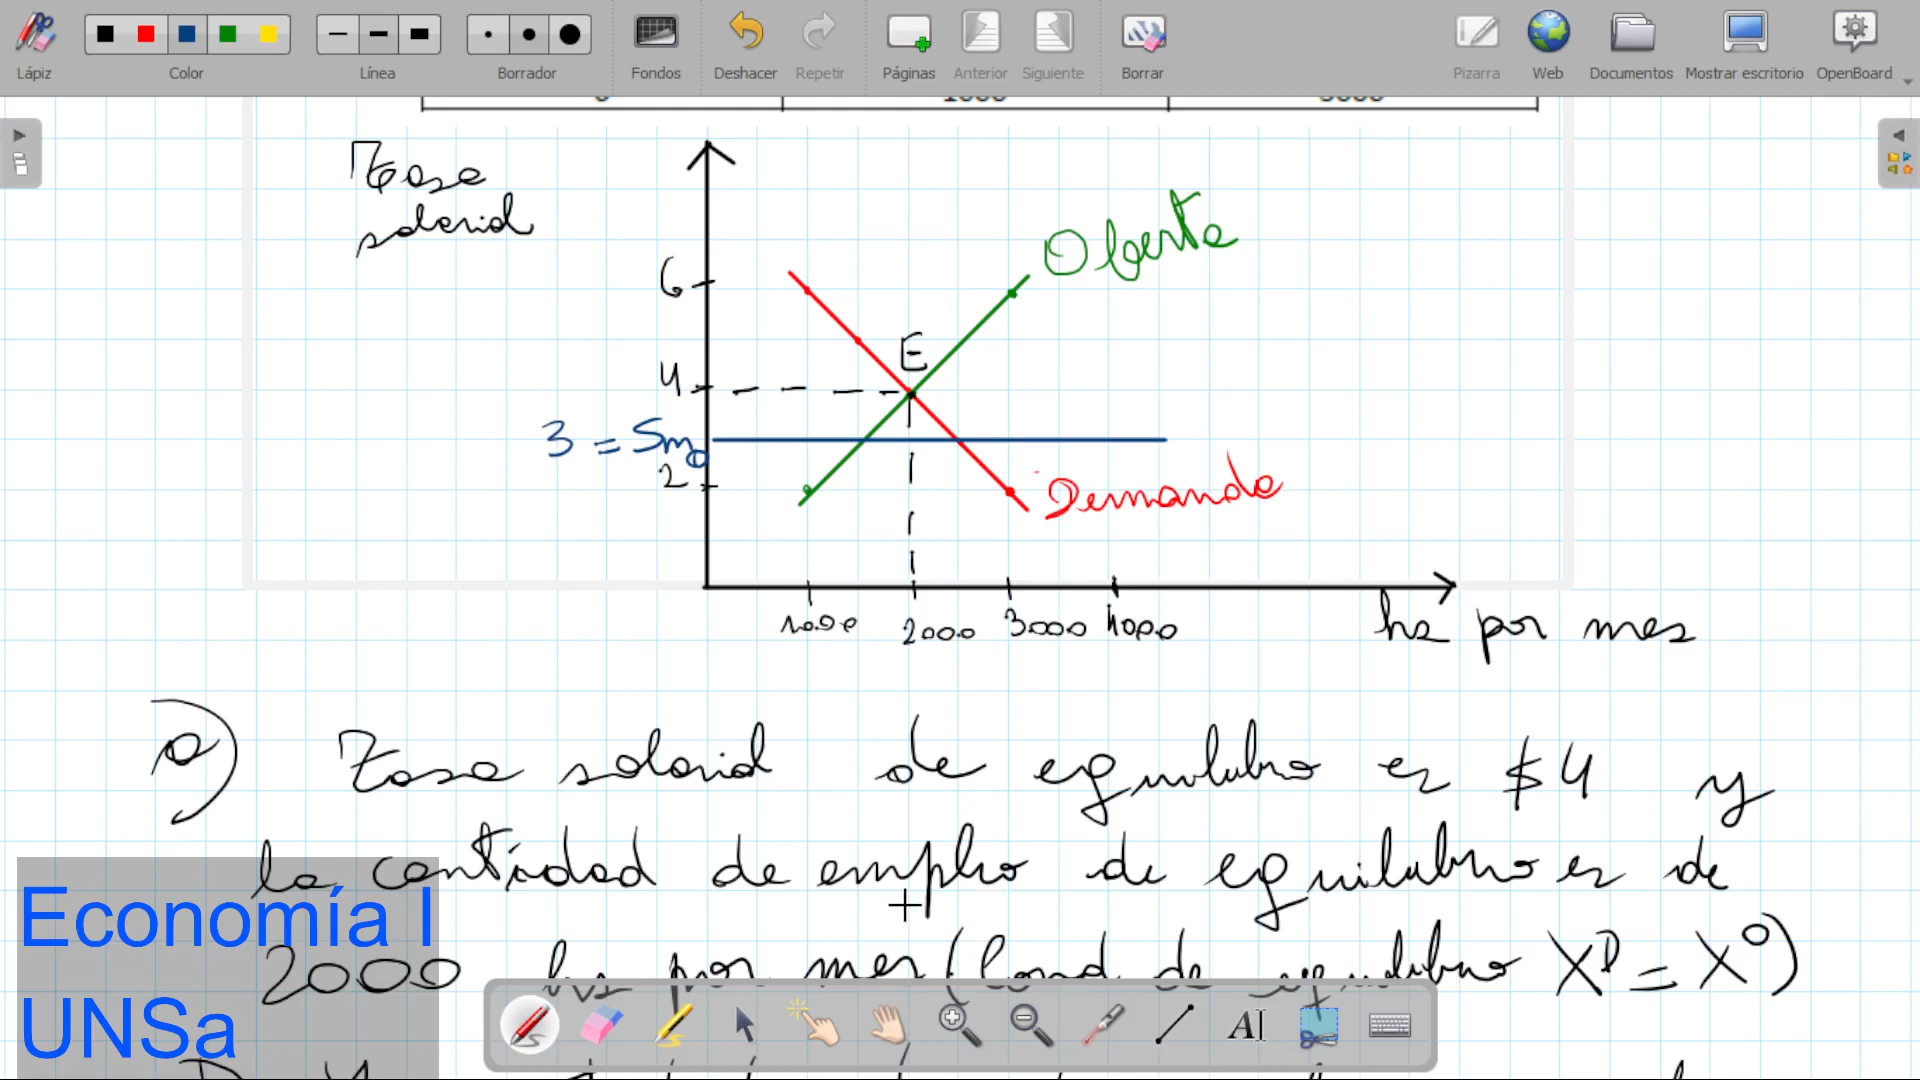 Lápiz
Color
Línea
Borrador
Fondos
Deshacer
Repetir
Páginas
Anterior
Siguiente
Borrar
Pizarra
Web
Documentos
Mostrar escritorio
OpenBoard
Tasa
salarial
6
4
3 = Sm₀
2
E
Oferta
Demanda
1000
2000
3000
4000
hs por mes
a) Tasa salarial de equilibrio es $4 y
la cantidad de empleo de equilibrio es de
2000 hs por mes (Cond de equilibrio X^D = X^O)
Economía I
UNSa